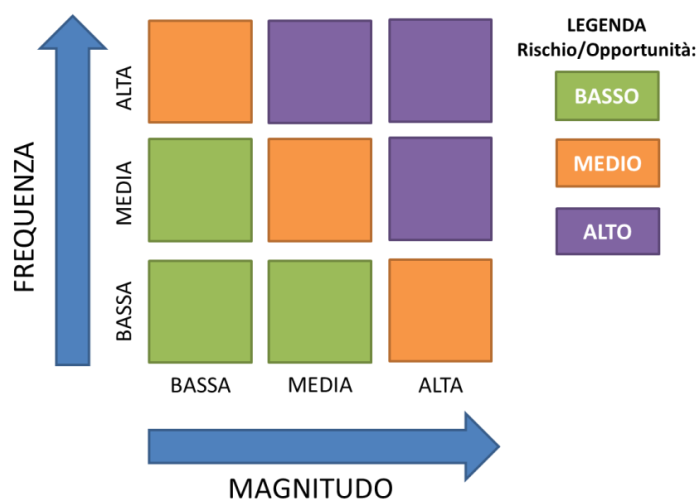 LEGENDA
Rischio/Opportunità:
BASSO
MEDIO
ALTO
FREQUENZA
ALTA
MEDIA
BASSA
BASSA MEDIA ALTA
MAGNITUDO